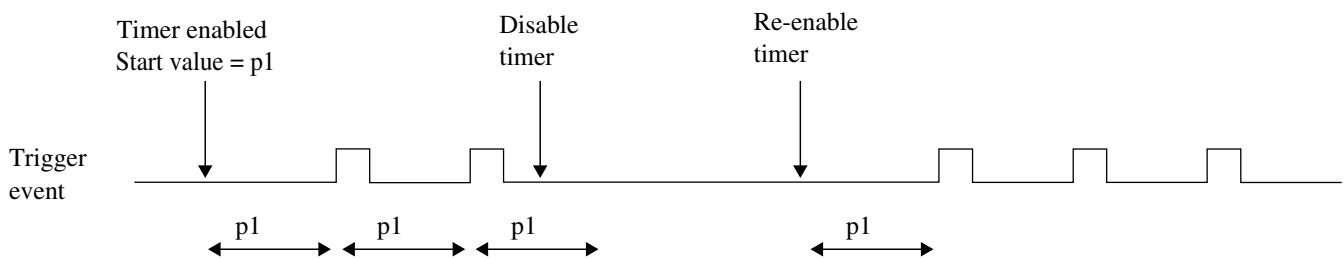 Timer enabled
Start value = p1
Disable
timer
Re-enable
timer
Trigger
event
p1
p1
p1
p1